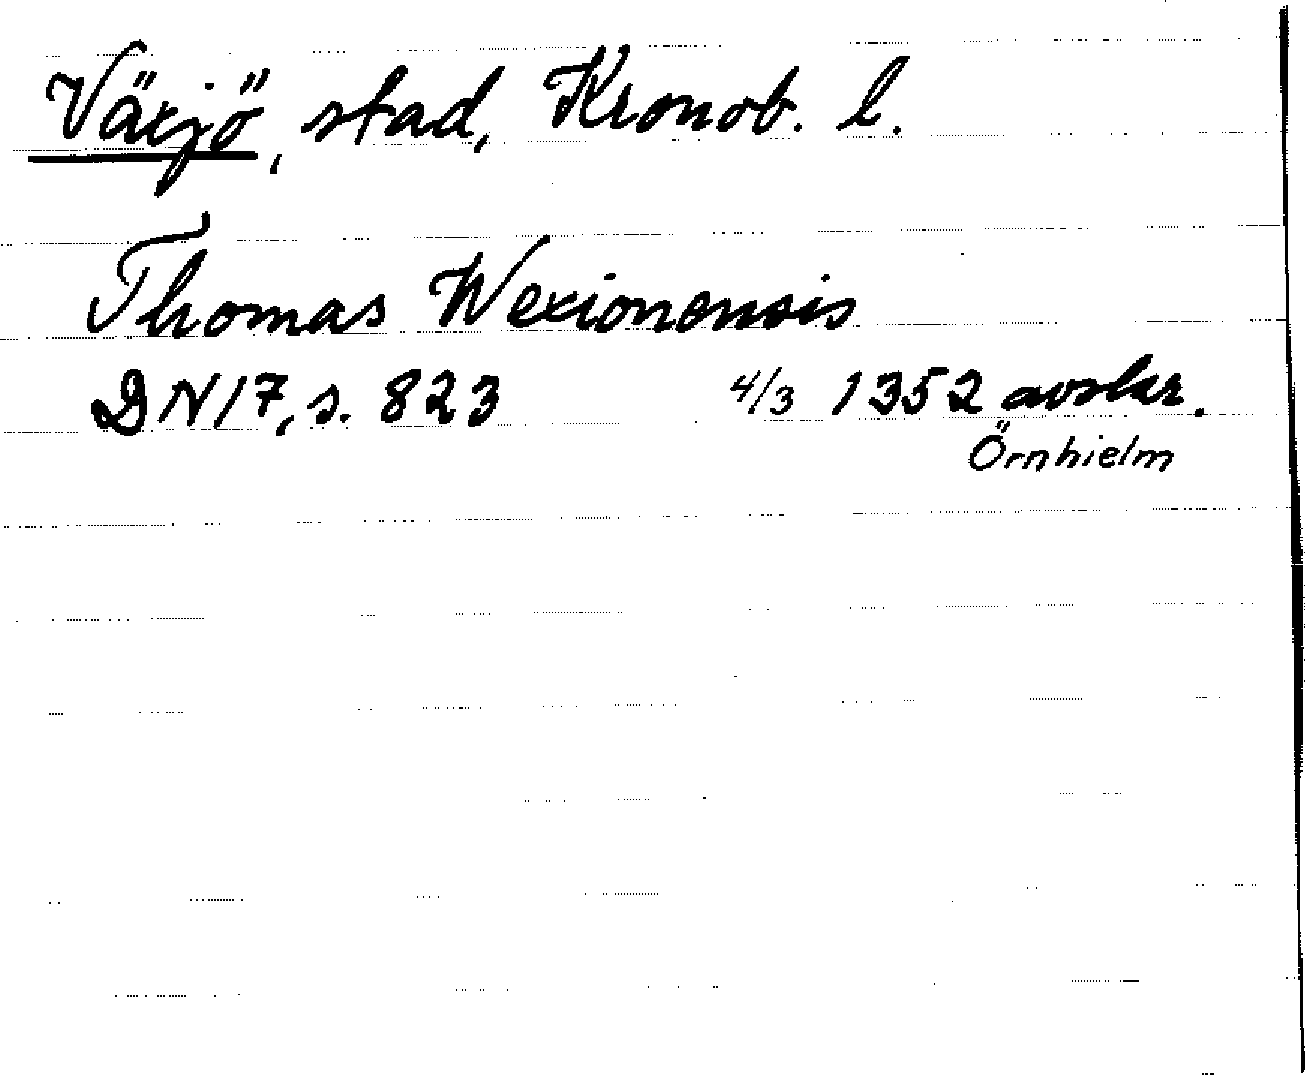 Växjö, stad, Kronob. l.
Thomas Wexionensis
DN 17, s. 823 4/3 1352 avskr.
Örnhielm